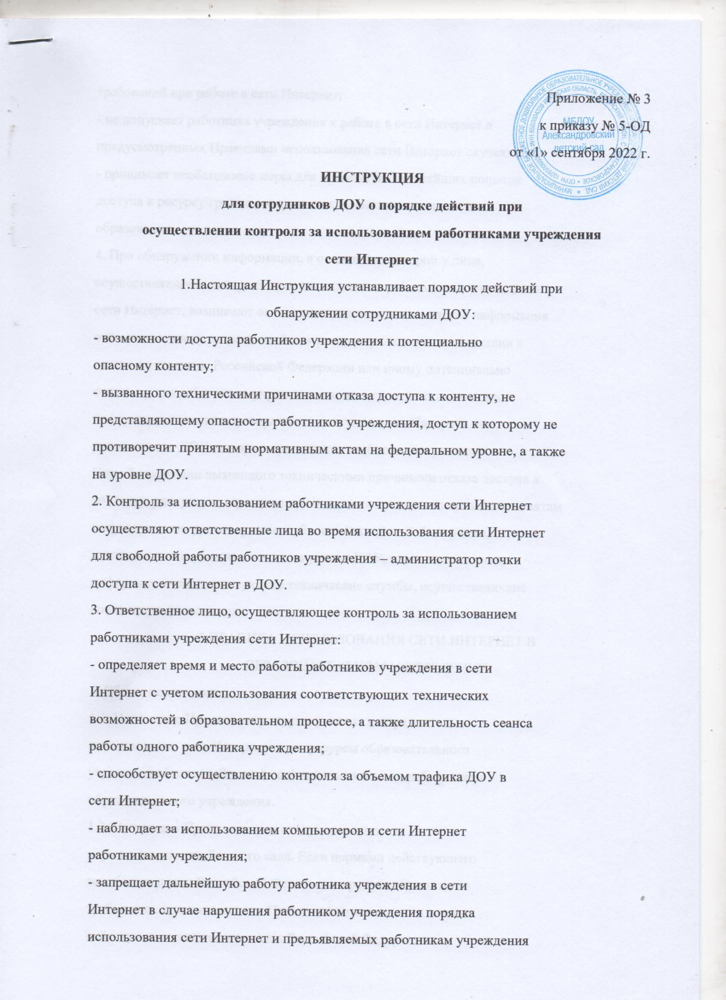 Приложение № 3
к приказу № 5-ОД
от «1» сентября 2022 г.
МБДОУ
Александровский
детский сад
ИНСТРУКЦИЯ
для сотрудников ДОУ о порядке действий при
осуществлении контроля за использованием работниками учреждения
сети Интернет
1.Настоящая Инструкция устанавливает порядок действий при
обнаружении сотрудниками ДОУ:
- возможности доступа работников учреждения к потенциально
опасному контенту;
- вызванного техническими причинами отказа доступа к контенту, не
представляющему опасности работников учреждения, доступ к которому не
противоречит принятым нормативным актам на федеральном уровне, а также
на уровне ДОУ.
2. Контроль за использованием работниками учреждения сети Интернет
осуществляют ответственные лица во время использования сети Интернет
для свободной работы работников учреждения – администратор точки
доступа к сети Интернет в ДОУ.
3. Ответственное лицо, осуществляющее контроль за использованием
работниками учреждения сети Интернет:
- определяет время и место работы работников учреждения в сети
Интернет с учетом использования соответствующих технических
возможностей в образовательном процессе, а также длительность сеанса
работы одного работника учреждения;
- способствует осуществлению контроля за объемом трафика ДОУ в
сети Интернет;
- наблюдает за использованием компьютеров и сети Интернет
работниками учреждения;
- запрещает дальнейшую работу работника учреждения в сети
Интернет в случае нарушения работником учреждения порядка
использования сети Интернет и предъявляемых работникам учреждения